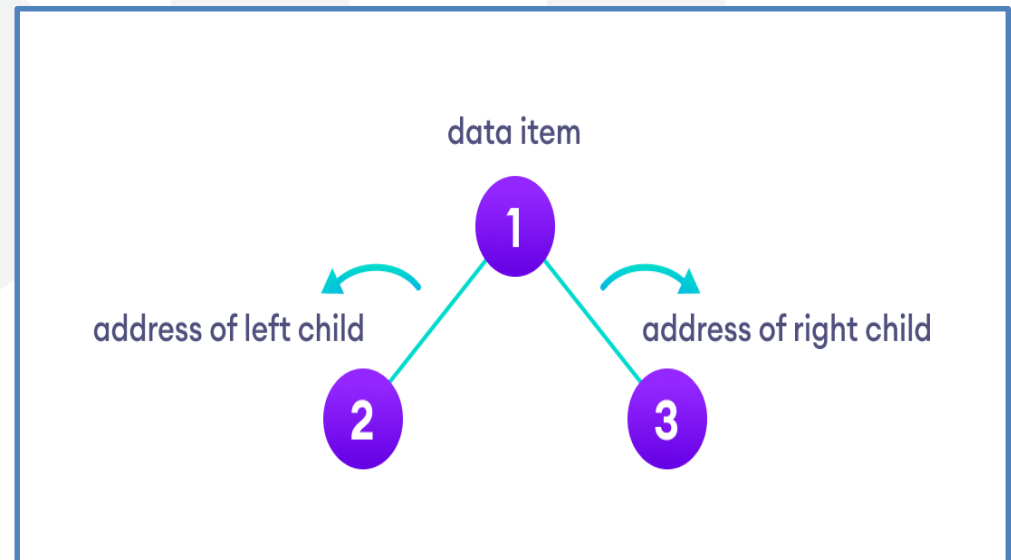 data item
1
address of left child
address of right child
2
3